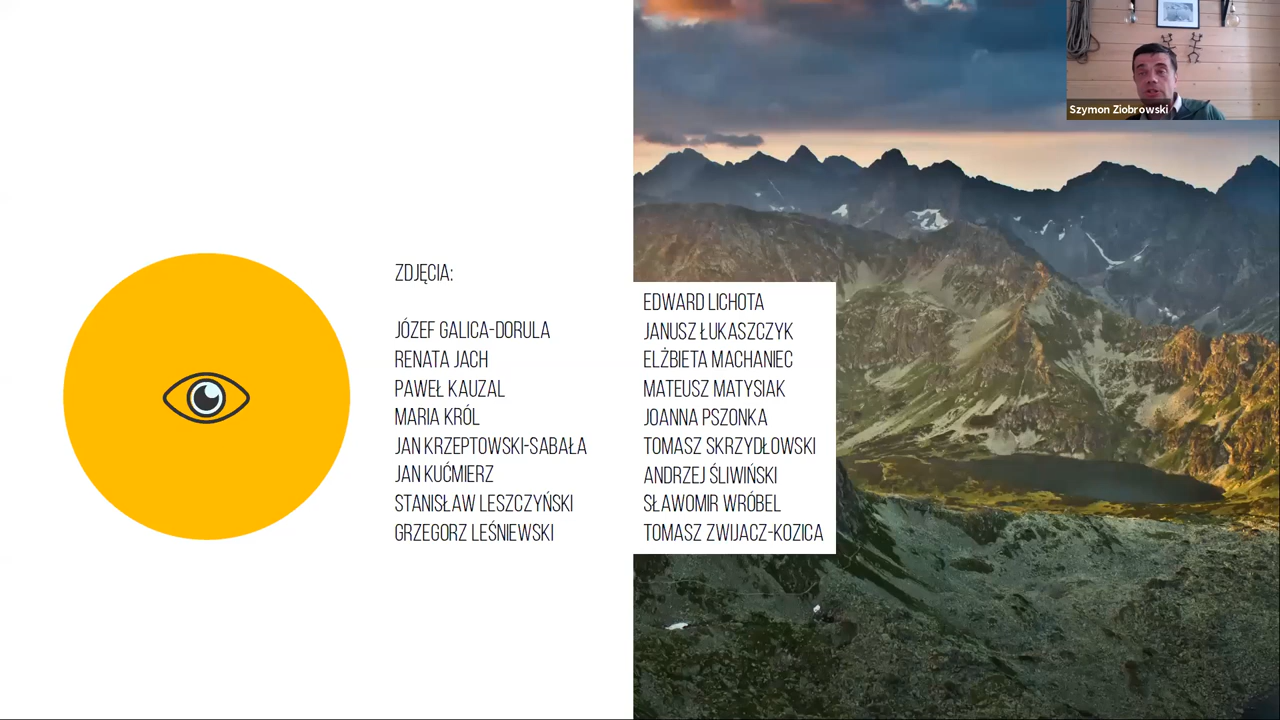 Szymon Ziobrowski
ZDJĘCIA:
JÓZEF GALICA-DORULA
RENATA JACH
PAWEŁ KAUZAL
MARIA KRÓL
JAN KRZEPTOWSKI-SABAŁA
JAN KUĆMIERZ
STANISŁAW LESZCZYŃSKI
GRZEGORZ LEŚNIEWSKI
EDWARD LICHOTA
JANUSZ ŁUKASZCZYK
ELŻBIETA MACHANIEC
MATEUSZ MATYSIAK
JOANNA PSZONKA
TOMASZ SKRZYDŁOWSKI
ANDRZEJ ŚLIWIŃSKI
SŁAWOMIR WRÓBEL
TOMASZ ZWIJACZ-KOZICA